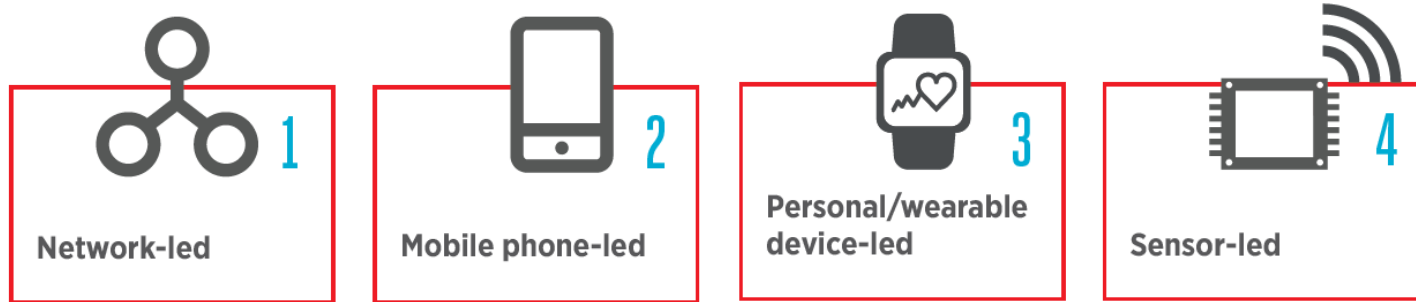 1
Network-led
2
Mobile phone-led
3
Personal/wearable
device-led
4
Sensor-led